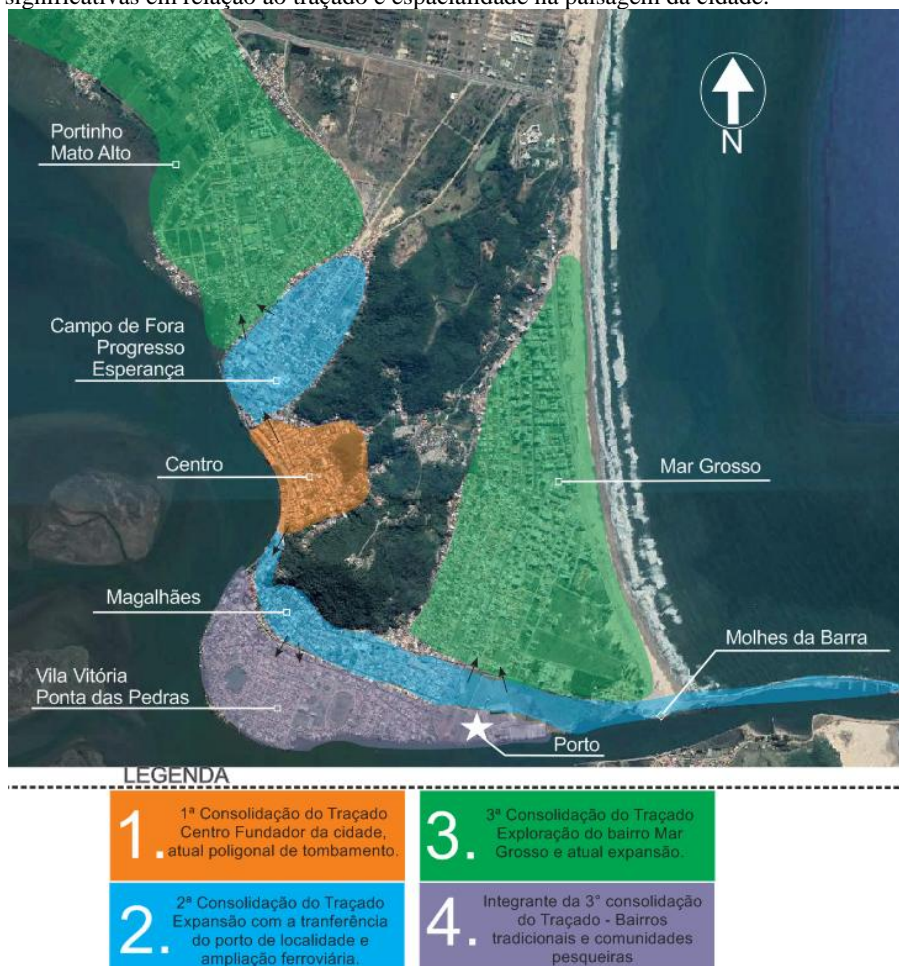 significativas em relação ao traçado e espacialidade na paisagem da cidade.
N
Portinho
Mato Alto
Campo de Fora
Progresso
Esperança
Centro
Mar Grosso
Magalhães
Molhes da Barra
Vila Vitória
Ponta das Pedras
Porto
LEGENDA
1.
1ª Consolidação do Traçado
Centro Fundador da cidade,
atual poligonal de tombamento.
3.
3ª Consolidação do Traçado
Exploração do bairro Mar
Grosso e atual expansão.
2.
2ª Consolidação do Traçado
Expansão com a tranferência
do porto de localidade e
ampliação ferroviária.
4.
Integrante da 3° consolidação
do Traçado - Bairros
tradicionais e comunidades
pesqueiras